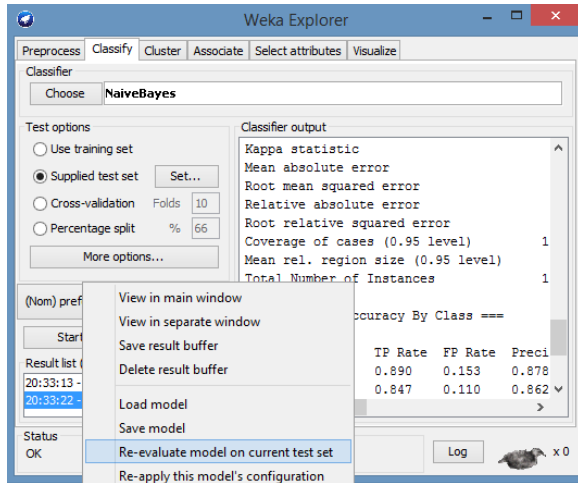 Weka Explorer
Preprocess Classify Cluster Associate Select attributes Visualize
Classifier
Choose NaiveBayes
Test options
Use training set
Supplied test set Set...
Cross-validation Folds 10
Percentage split % 66
More options...
(Nom) pref
Start
Result list (
20:33:13 -
20:33:22 -
Classifier output
Kappa statistic
Mean absolute error
Root mean squared error
Relative absolute error
Root relative squared error
Coverage of cases (0.95 level) 1
Mean rel. region size (0.95 level)
Total Number of Instances 1
ccuracy By Class ===
TP Rate FP Rate Preci
0.890 0.153 0.878
0.847 0.110 0.862
View in main window
View in separate window
Save result buffer
Delete result buffer
Load model
Save model
Re-evaluate model on current test set
Re-apply this model's configuration
Status
OK
Log x 0